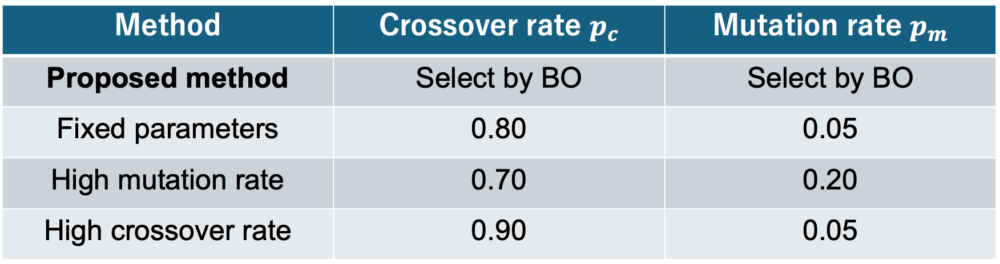 Method Crossover rate p_c Mutation rate p_m
Proposed method Select by BO Select by BO
Fixed parameters 0.80 0.05
High mutation rate 0.70 0.20
High crossover rate 0.90 0.05